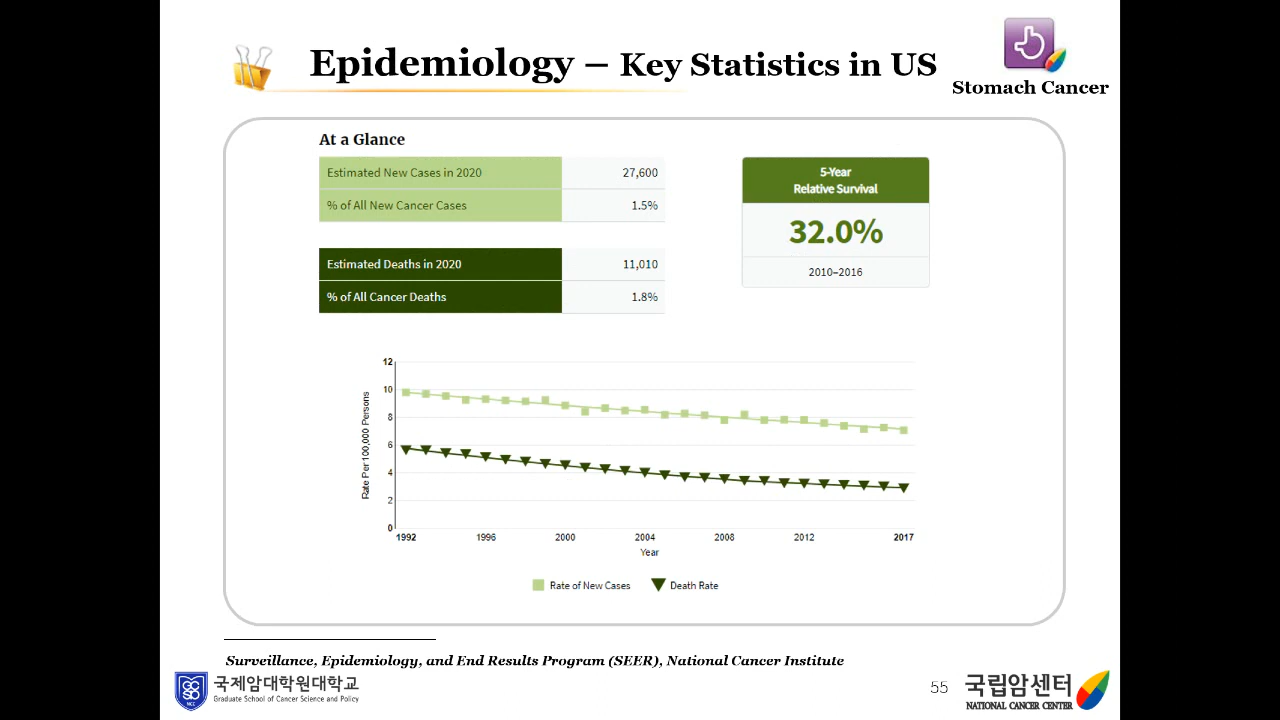 Epidemiology – Key Statistics in US
Stomach Cancer
At a Glance
Estimated New Cases in 2020 27,600
% of All New Cancer Cases 1.5%
Estimated Deaths in 2020 11,010
% of All Cancer Deaths 1.8%
5-Year
Relative Survival
32.0%
2010–2016
12
10
8
6
4
2
0
Rate Per 100,000 Persons
1992 1996 2000 2004 2008 2012 2017
Year
Rate of New Cases Death Rate
Surveillance, Epidemiology, and End Results Program (SEER), National Cancer Institute
국제암대학원대학교
Graduate School of Cancer Science and Policy
55
국립암센터
NATIONAL CANCER CENTER